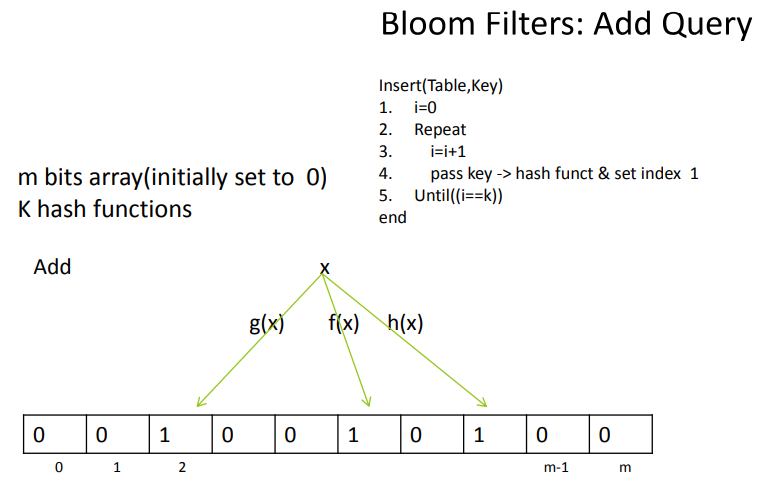 Bloom Filters: Add Query
Insert(Table,Key)
1. i=0
2. Repeat
3. i=i+1
4. pass key -> hash funct & set index 1
5. Until((i==k))
end
m bits array(initially set to 0)
K hash functions
Add
x
g(x) f(x) h(x)
0 0 1 0 0 1 0 1 0 0
0 1 2 m-1 m